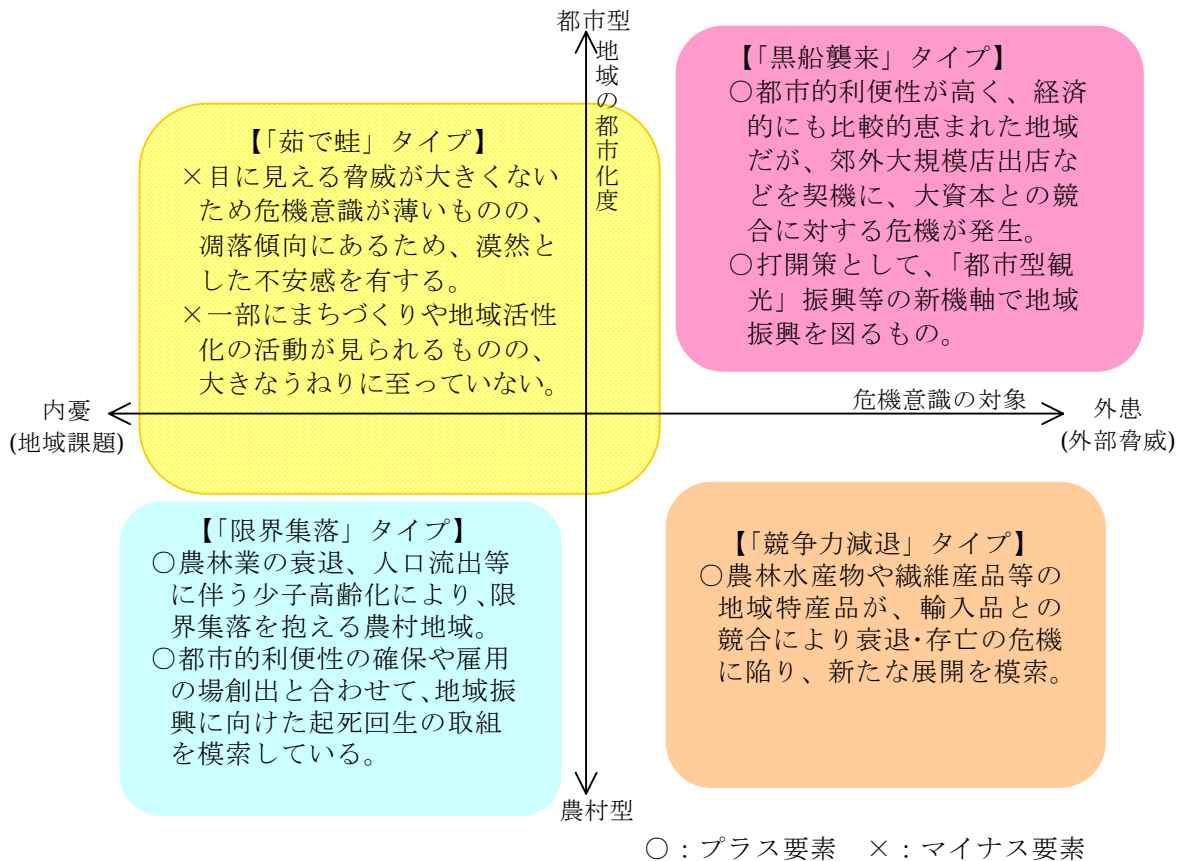 都市型
地域の都市化度
【「黒船襲来」タイプ】
○都市的利便性が高く、経済
的にも比較的恵まれた地域
だが、郊外大規模店出店な
どを契機に、大資本との競
合に対する危機が発生。
○打開策として、「都市型観
光」振興等の新機軸で地域
振興を図るもの。
【「茹で蛙」タイプ】
×目に見える脅威が大きくない
ため危機意識が薄いものの、
凋落傾向にあるため、漠然と
した不安感を有する。
×一部にまちづくりや地域活性
化の活動が見られるものの、
大きなうねりに至っていない。
内憂
(地域課題)
危機意識の対象
外患
(外部脅威)
【「限界集落」タイプ】
○農林業の衰退、人口流出等
に伴う少子高齢化により、限
界集落を抱える農村地域。
○都市的利便性の確保や雇用
の場創出と合わせて、地域振
興に向けた起死回生の取組
を模索している。
【「競争力減退」タイプ】
○農林水産物や繊維産品等の
地域特産品が、輸入品との
競合により衰退・存亡の危機
に陥り、新たな展開を模索。
農村型
○：プラス要素　×：マイナス要素